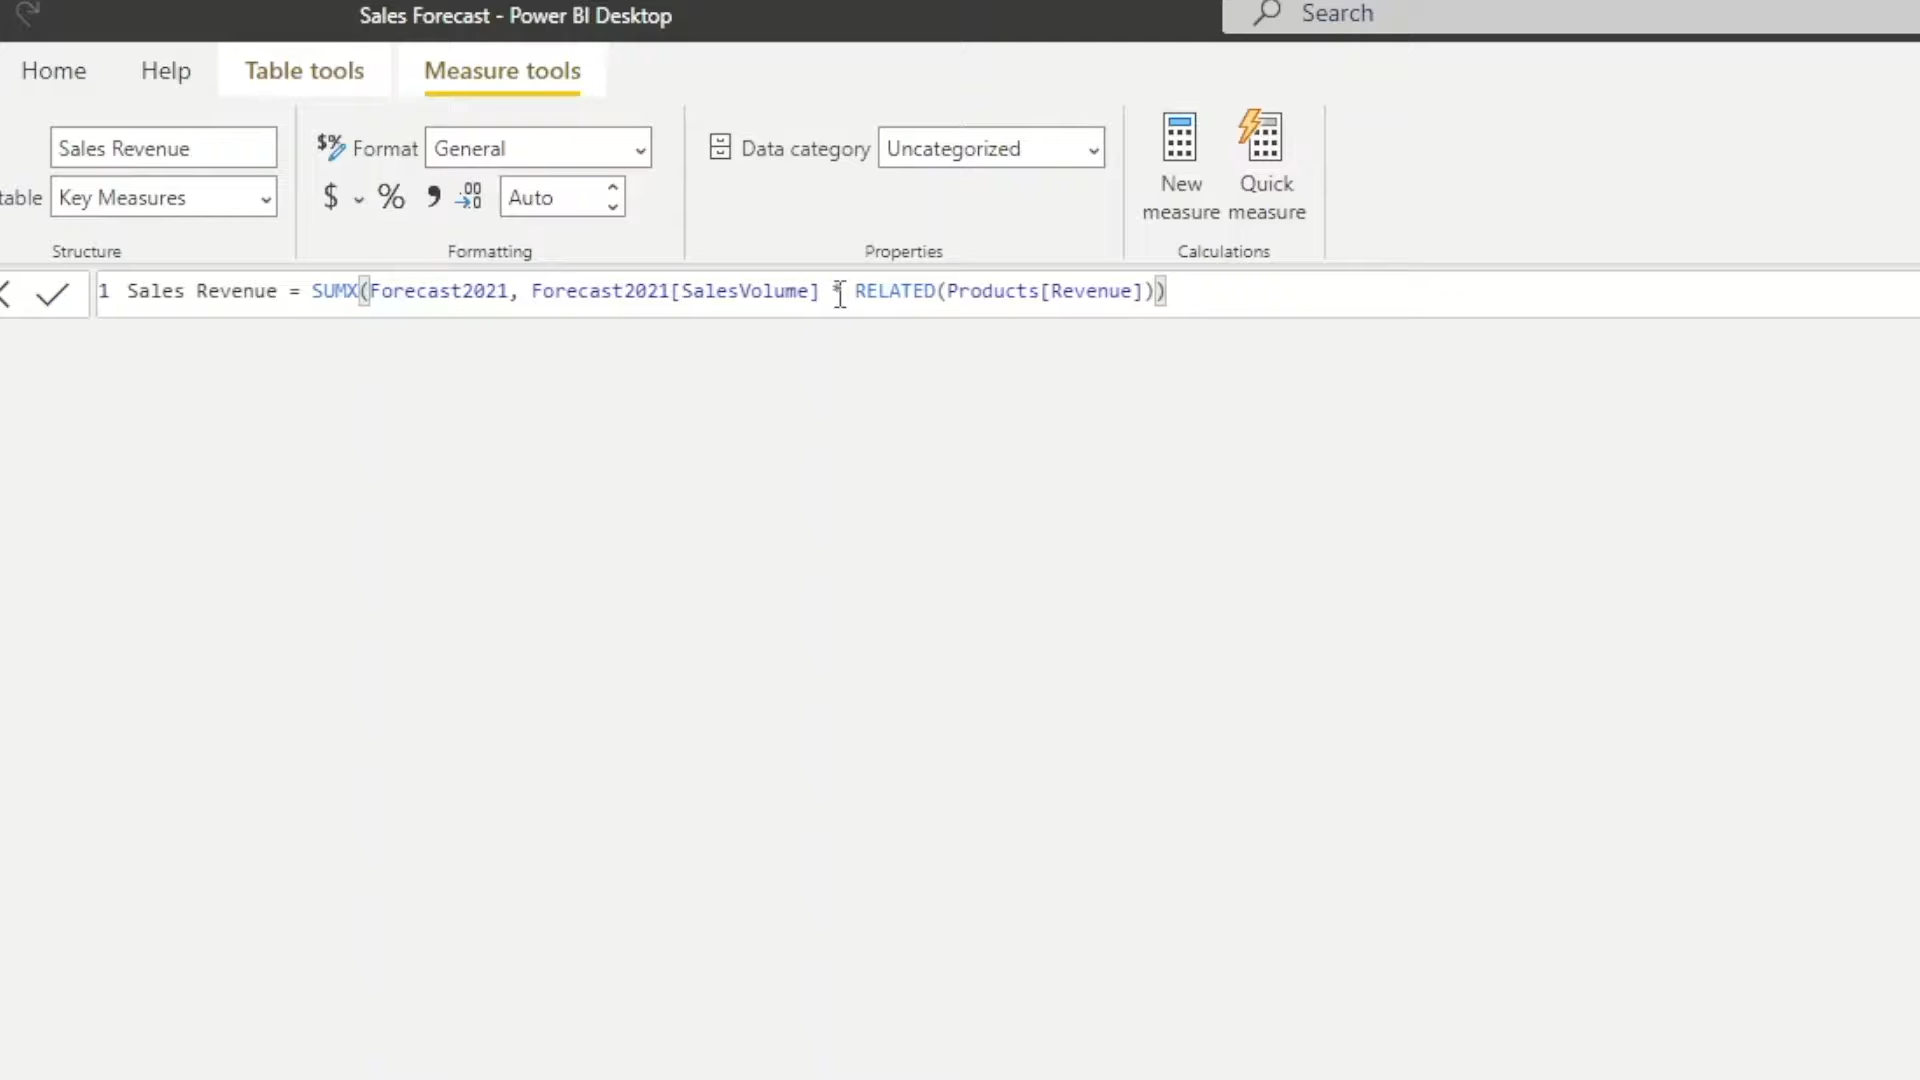 Sales Forecast - Power BI Desktop
Search
Home Help Table tools Measure tools
Sales Revenue
$% Format General
Data category Uncategorized
New measure
Quick measure
table Key Measures
$ % , .00 .0 Auto
Structure Formatting Properties Calculations
1 Sales Revenue = SUMX(Forecast2021, Forecast2021[SalesVolume] * RELATED(Products[Revenue]))